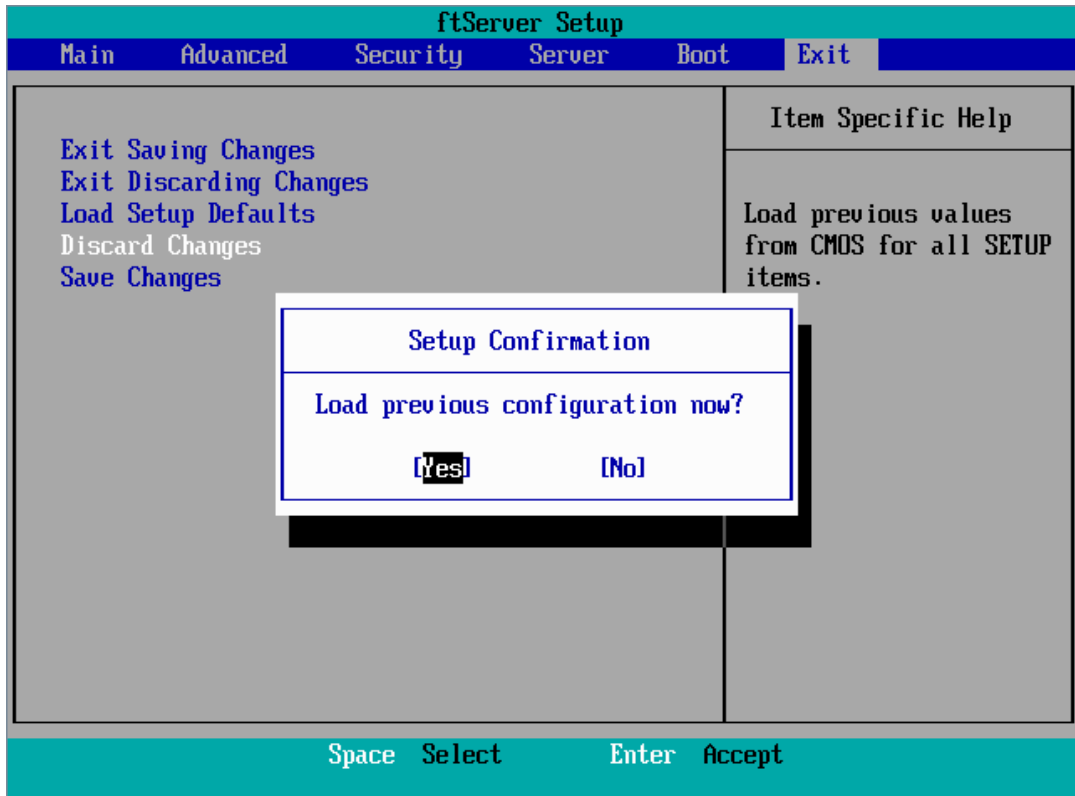 ftServer Setup
Main Advanced Security Server Boot Exit
Exit Saving Changes
Exit Discarding Changes
Load Setup Defaults
Discard Changes
Save Changes
Item Specific Help
Load previous values
from CMOS for all SETUP
items.
Setup Confirmation
Load previous configuration now?
[Yes] [No]
Space Select Enter Accept